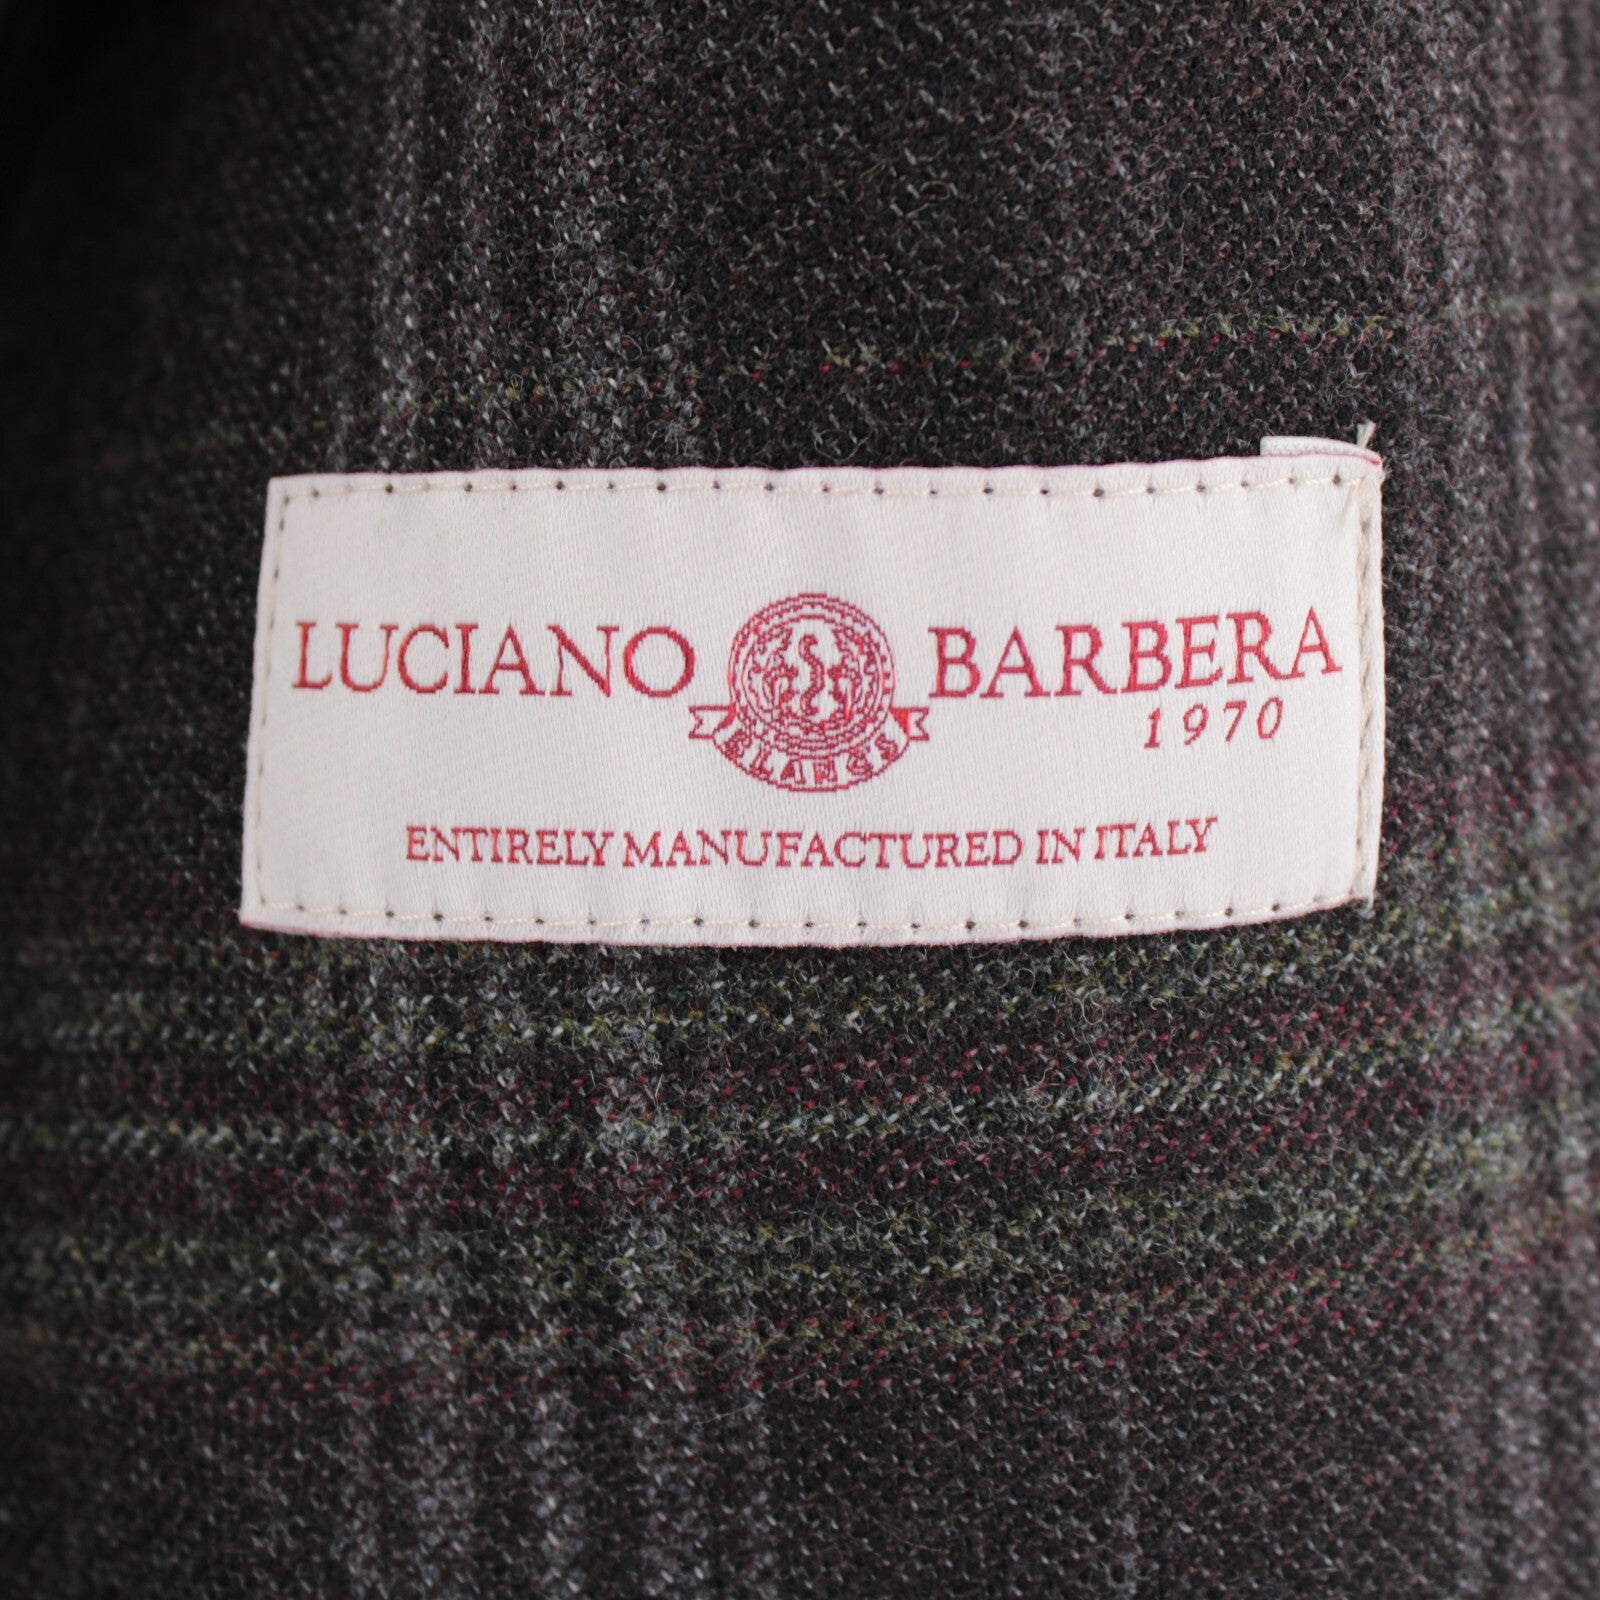 LUCIANO BARBERA
1970
ENTIRELY MANUFACTURED IN ITALY